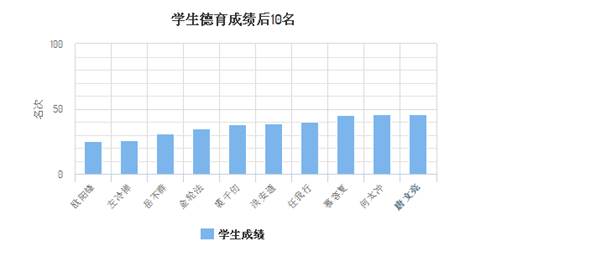 学生德育成绩后10名
100
50
0
名次
欧阳锋
左冷禅
岳不群
金轮法
裘千仞
洪安通
任我行
慕容复
何太冲
唐文亮
学生成绩